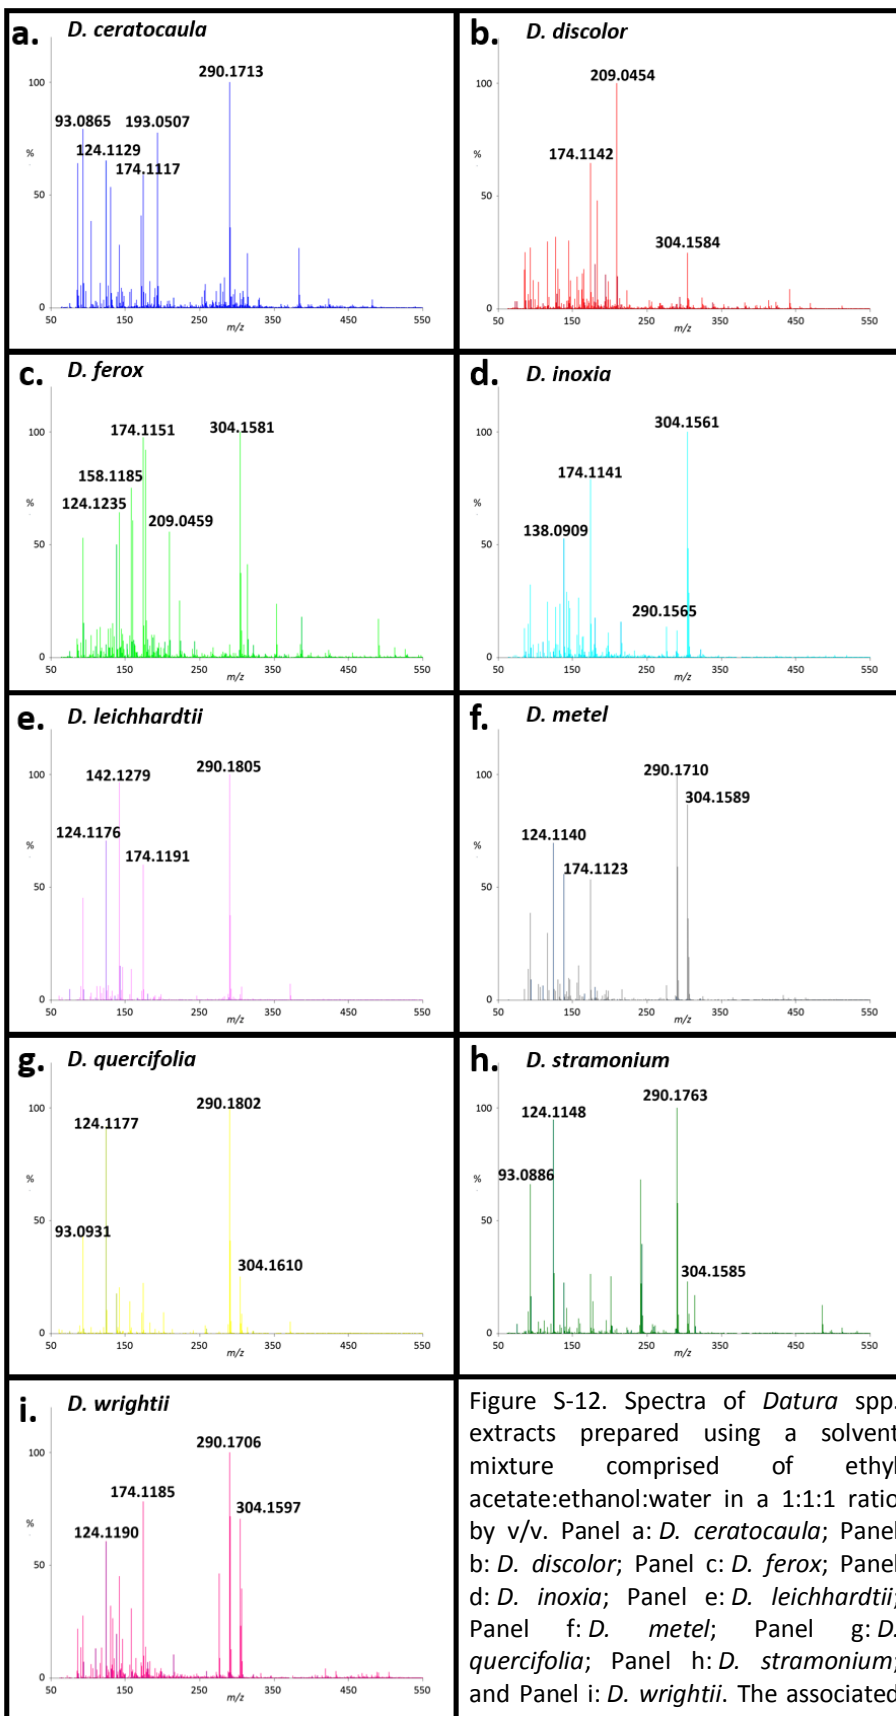 a. D. ceratocaula
100
%
50
0
50 150 250 350 450 550
m/z
93.0865
124.1129
174.1117
193.0507
290.1713
b. D. discolor
100
%
50
0
50 150 250 350 450 550
m/z
174.1142
209.0454
304.1584
c. D. ferox
100
%
50
0
50 150 250 350 450 550
m/z
124.1235
158.1185
174.1151
209.0459
304.1581
d. D. inoxia
100
%
50
0
50 150 250 350 450 550
m/z
138.0909
174.1141
290.1565
304.1561
e. D. leichhardtii
100
%
50
0
50 150 250 350 450 550
m/z
124.1176
142.1279
174.1191
290.1805
f. D. metel
100
%
50
0
50 150 250 350 450 550
m/z
124.1140
174.1123
290.1710
304.1589
g. D. quercifolia
100
%
50
0
50 150 250 350 450 550
m/z
93.0931
124.1177
290.1802
304.1610
h. D. stramonium
100
%
50
0
50 150 250 350 450 550
m/z
93.0886
124.1148
290.1763
304.1585
i. D. wrightii
100
%
50
0
50 150 250 350 450 550
m/z
124.1190
174.1185
290.1706
304.1597
Figure S-12. Spectra of Datura spp.
extracts prepared using a solvent
mixture comprised of ethyl
acetate:ethanol:water in a 1:1:1 ratio
by v/v. Panel a: D. ceratocaula; Panel
b: D. discolor; Panel c: D. ferox; Panel
d: D. inoxia; Panel e: D. leichhardtii;
Panel f: D. metel; Panel g: D.
quercifolia; Panel h: D. stramonium;
and Panel i: D. wrightii. The associated